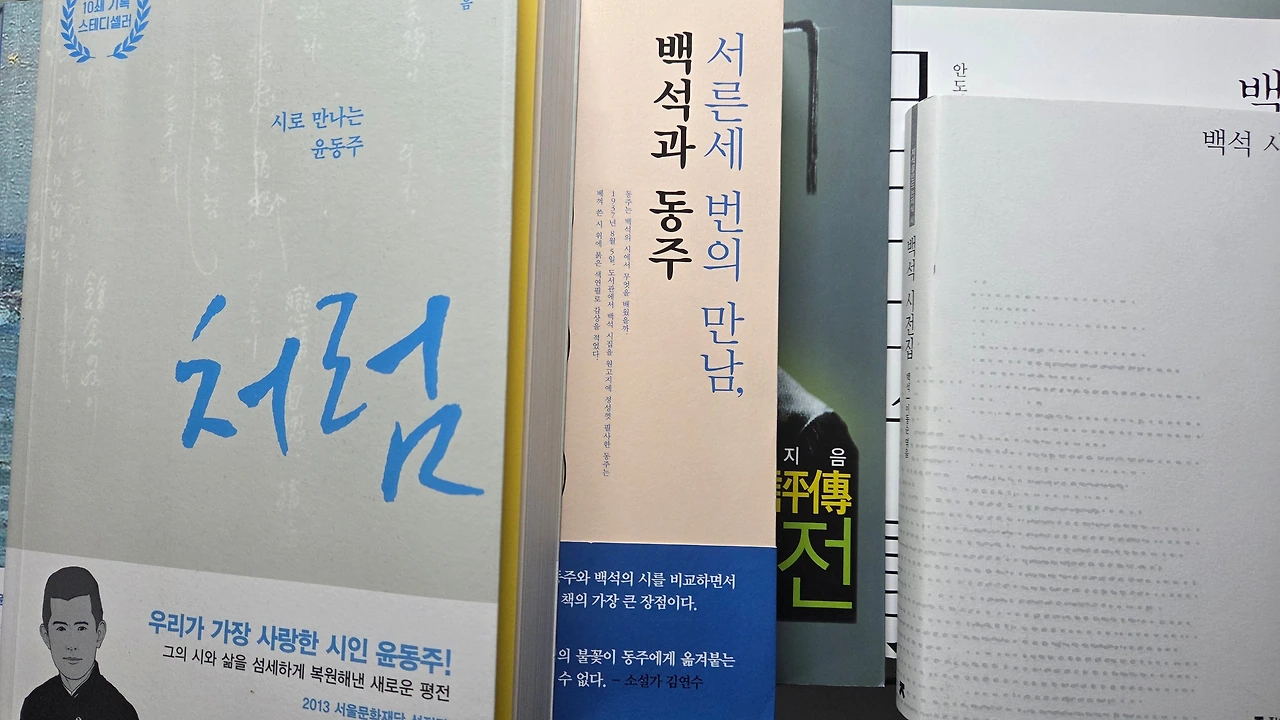 10쇄 기록
스테디셀러
음
시로 만나는
윤동주
처럼
우리가 가장 사랑한 시인 윤동주!
그의 시와 삶을 섬세하게 복원해낸 새로운 평전
2013 서울문화재단
서른세 번의 만남,
백석과 동주
동주는 백석의 시에서 무엇을 배웠을까
1937년 8월 5일, 도서관에서 백석 시집을 원고지에 정성껏 필사한 동주는
베껴 쓴 시 위에 붉은 색연필로 감상을 적었다.
동주와 백석의 시를 비교하면서
책의 가장 큰 장점이다.
의 불꽃이 동주에게 옮겨붙는
수 없다. – 소설가 김연수
지음
評傳
전
안도
백
백석 시
백석 시전집